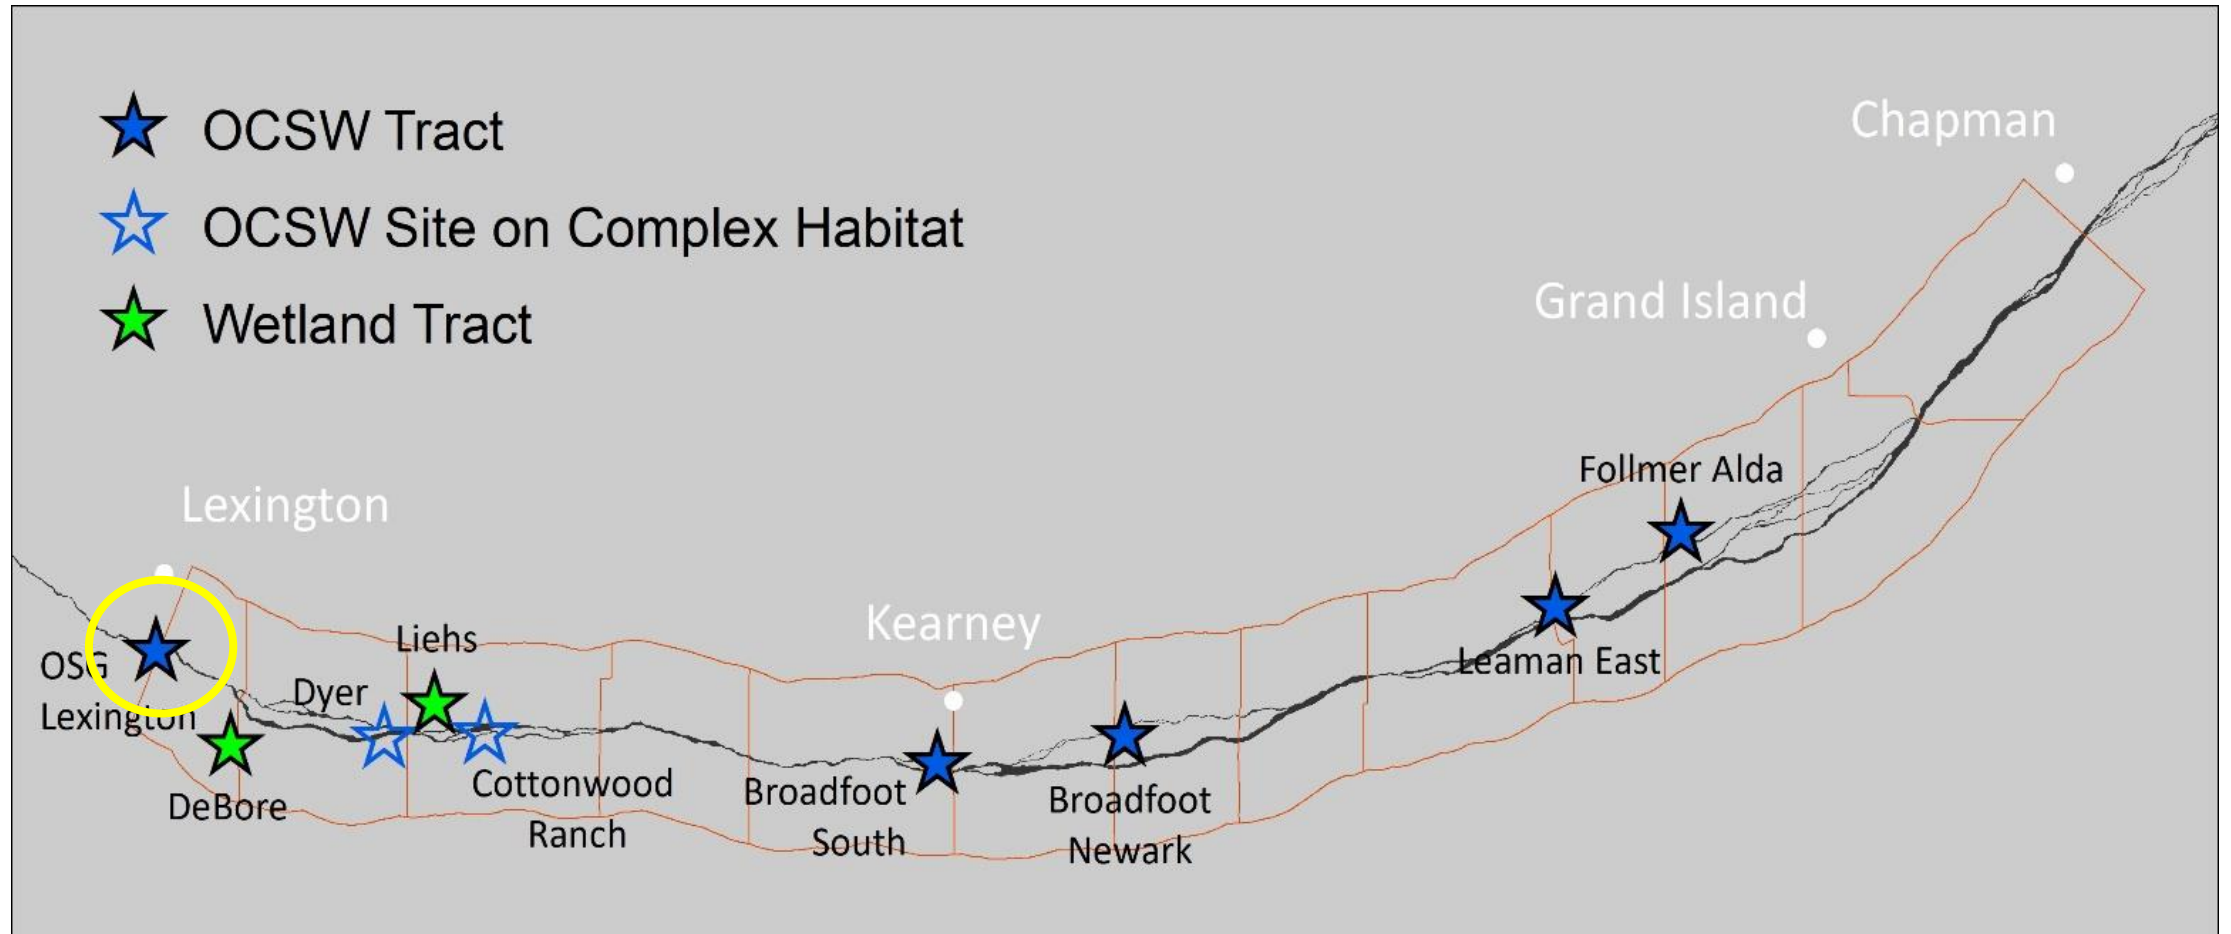 OCSW Tract
OCSW Site on Complex Habitat
Wetland Tract
Chapman
Grand Island
Follmer Alda
Lexington
Kearney
Liehs
OSG
Lexington
Dyer
Leaman East
DeBore
Cottonwood
Ranch
Broadfoot
South
Broadfoot
Newark